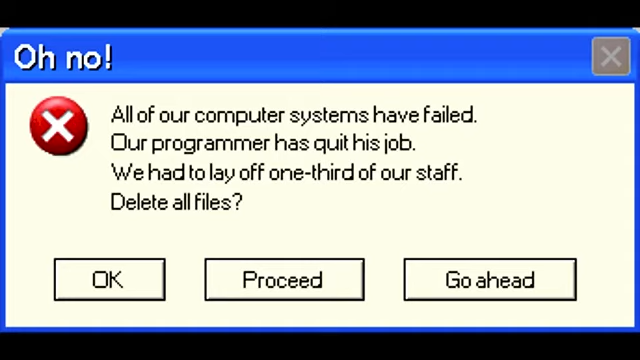 Oh no!
All of our computer systems have failed.
Our programmer has quit his job.
We had to lay off one-third of our staff.
Delete all files?
OK
Proceed
Go ahead